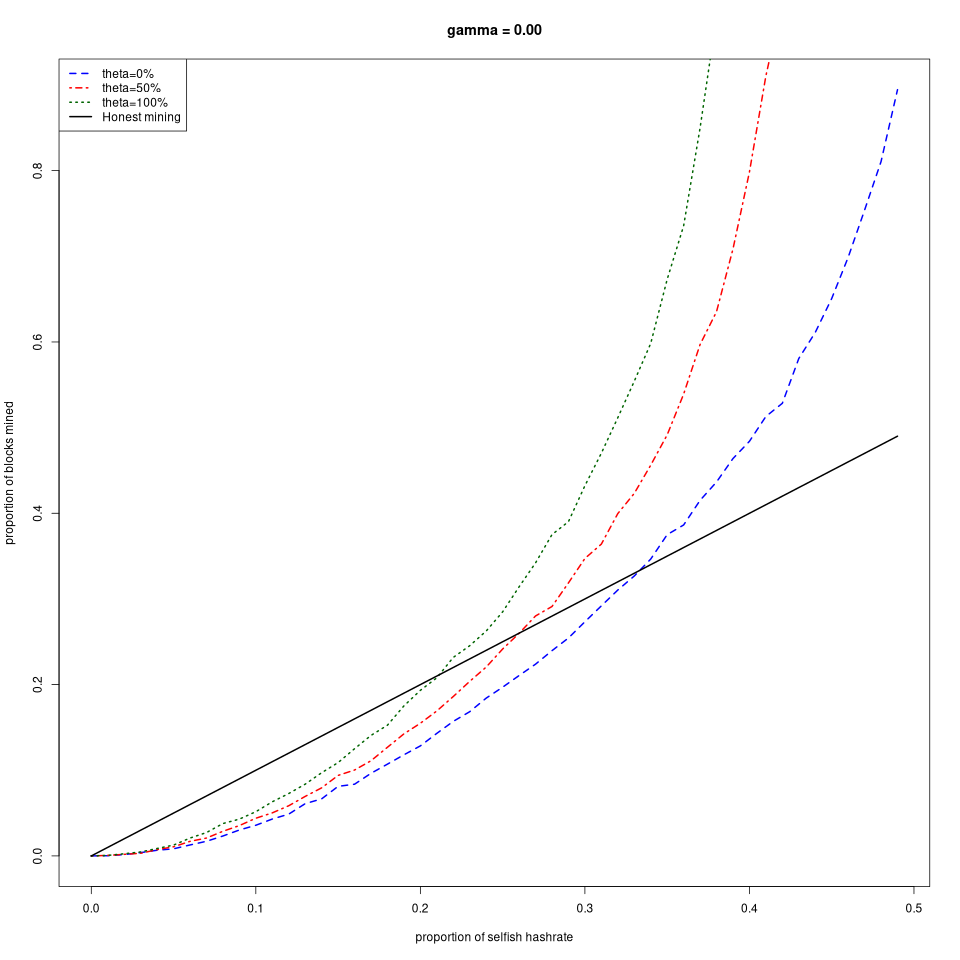 gamma = 0.00
theta=0%
theta=50%
theta=100%
Honest mining
proportion of blocks mined
0.8
0.6
0.4
0.2
0.0
0.0 0.1 0.2 0.3 0.4 0.5
proportion of selfish hashrate